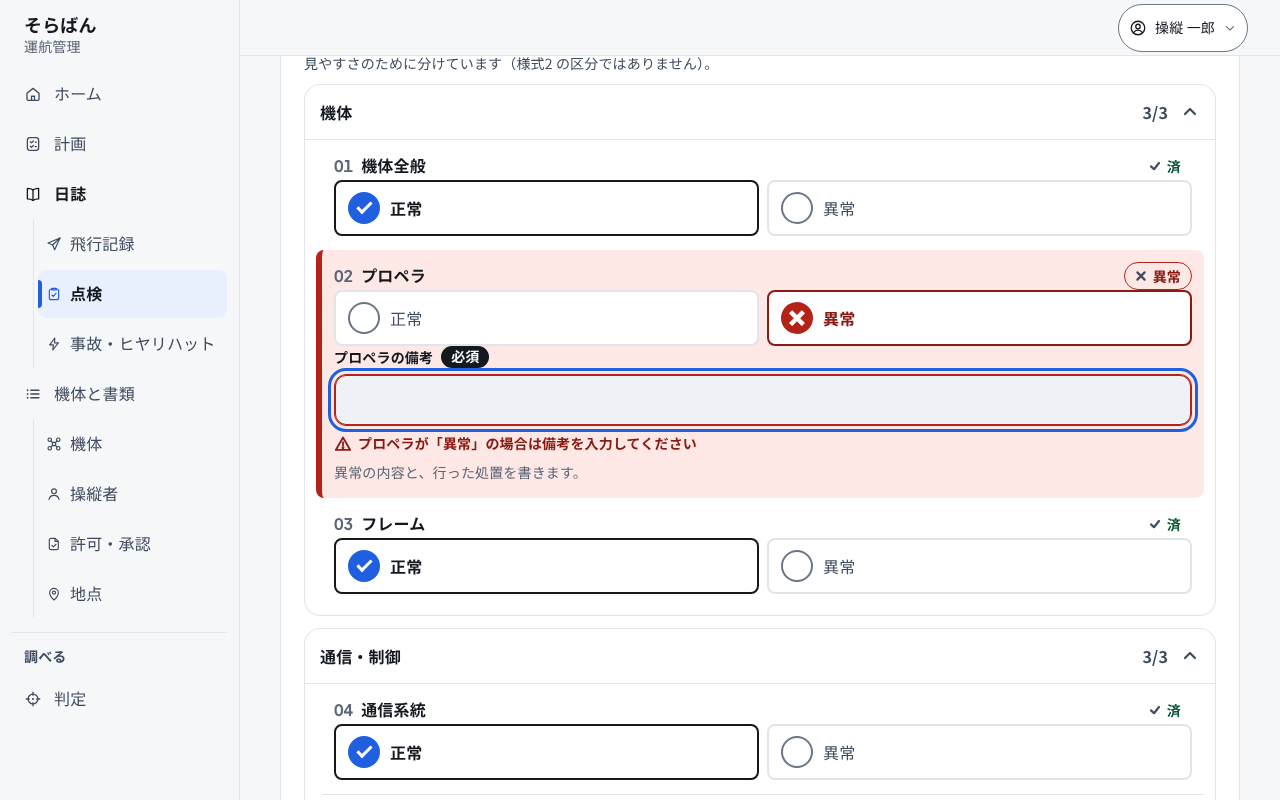 そらばん
運航管理
ホーム
計画
日誌
飛行記録
点検
事故・ヒヤリハット
機体と書類
機体
操縦者
許可・承認
地点
調べる
判定
操縦 一郎
見やすさのために分けています（様式2 の区分ではありません）。
機体 3/3
01 機体全般 済
正常 異常
02 プロペラ 異常
正常 異常
プロペラの備考 必須
プロペラが「異常」の場合は備考を入力してください
異常の内容と、行った処置を書きます。
03 フレーム 済
正常 異常
通信・制御 3/3
04 通信系統 済
正常 異常